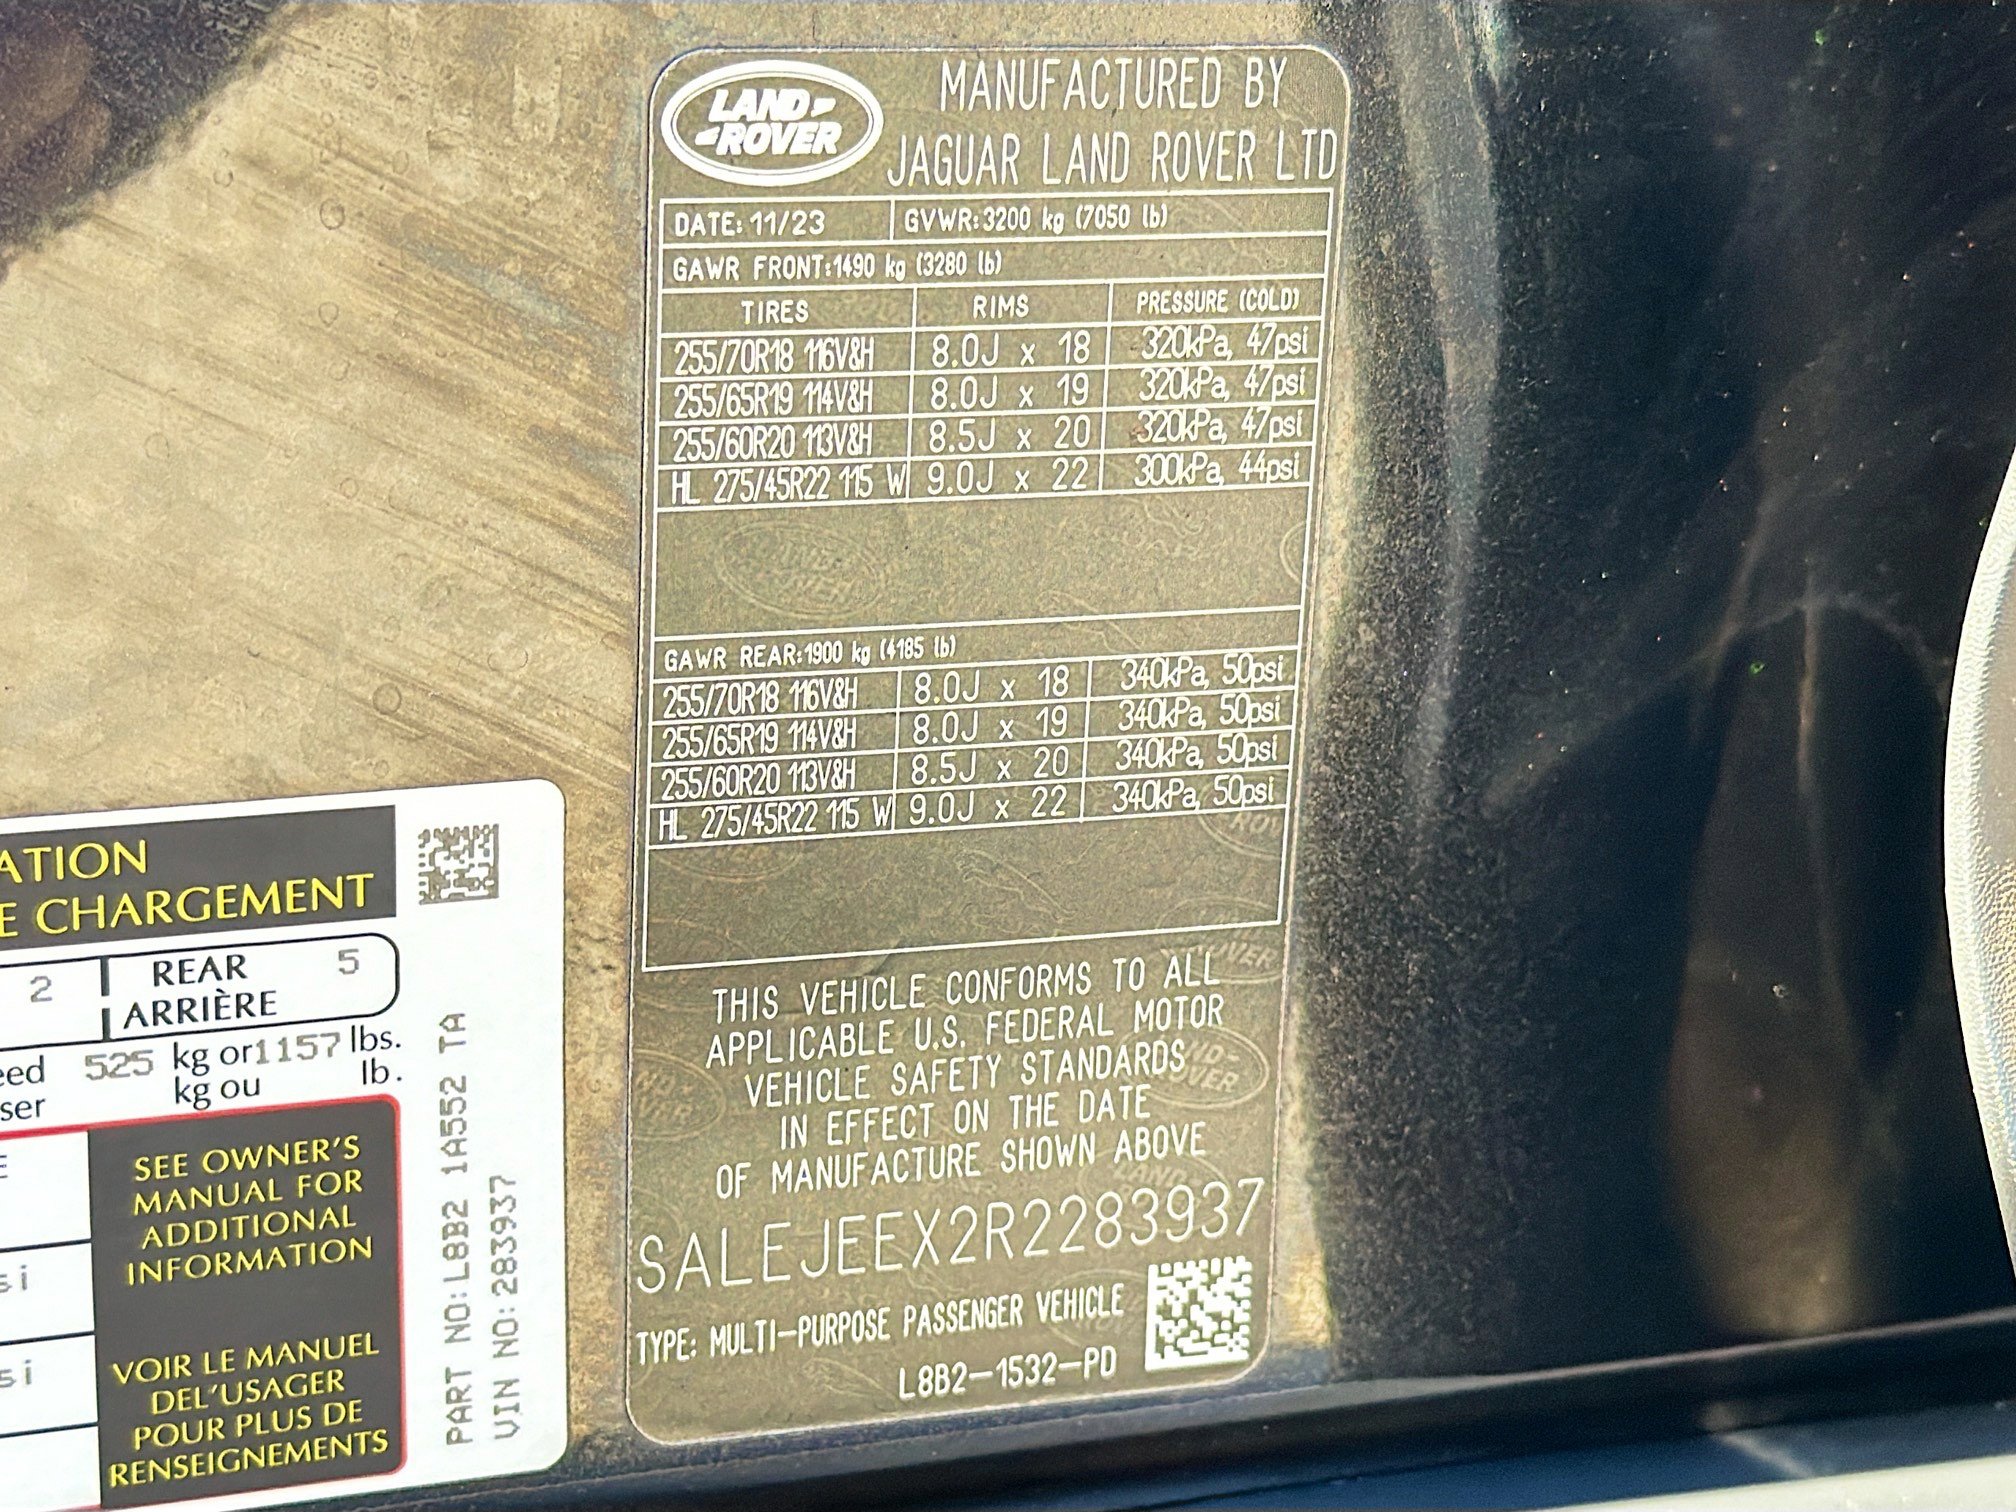 LAND-
-ROVER
MANUFACTURED BY
JAGUAR LAND ROVER LTD
DATE: 11/23 GVWR: 3200 kg (7050 lb)
GAWR FRONT: 1490 kg (3280 lb)
TIRES RIMS PRESSURE (COLD)
255/70R18 116V&H 8.0J x 18 320kPa, 47psi
255/65R19 114V&H 8.0J x 19 320kPa, 47psi
255/60R20 113V&H 8.5J x 20 320kPa, 47psi
HL 275/45R22 115 W 9.0J x 22 300kPa, 44psi
GAWR REAR: 1900 kg (4185 lb)
255/70R18 116V&H 8.0J x 18 340kPa, 50psi
255/65R19 114V&H 8.0J x 19 340kPa, 50psi
255/60R20 113V&H 8.5J x 20 340kPa, 50psi
HL 275/45R22 115 W 9.0J x 22 340kPa, 50psi
THIS VEHICLE CONFORMS TO ALL
APPLICABLE U.S. FEDERAL MOTOR
VEHICLE SAFETY STANDARDS
IN EFFECT ON THE DATE
OF MANUFACTURE SHOWN ABOVE
SALEJEEX2R2283937
TYPE: MULTI-PURPOSE PASSENGER VEHICLE
L8B2-1532-PD
ATION
E CHARGEMENT
2 REAR 5
ARRIÈRE
eed 525 kg or 1157 lbs.
ser kg ou lb.
SEE OWNER'S
MANUAL FOR
ADDITIONAL
INFORMATION
VOIR LE MANUEL
DEL'USAGER
POUR PLUS DE
RENSEIGNEMENTS
si
si
PART NO: L8B2 1A552 TA
VIN NO: 283937